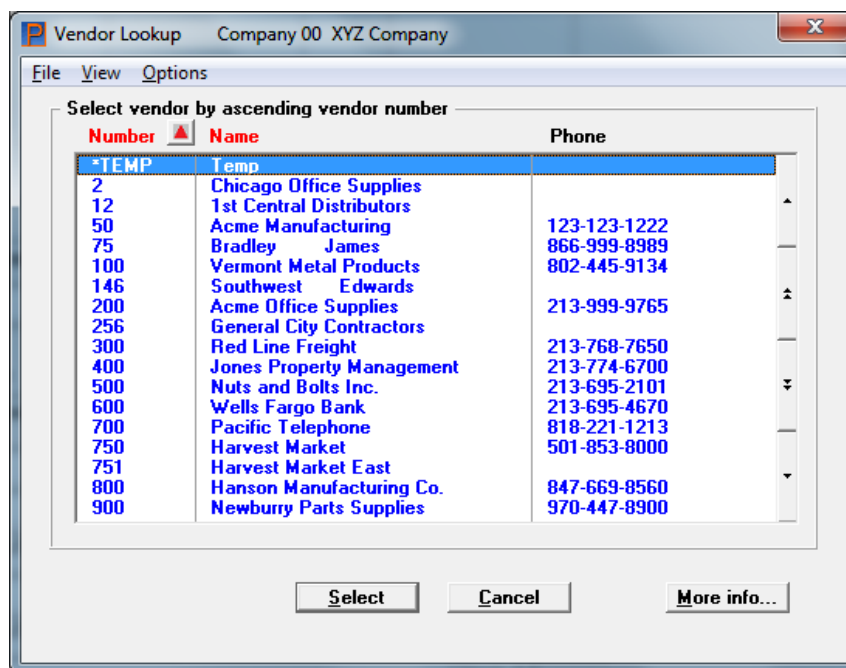 Vendor Lookup Company 00 XYZ Company
File View Options
Select vendor by ascending vendor number
Number Name Phone
*TEMP Temp
2 Chicago Office Supplies
12 1st Central Distributors
50 Acme Manufacturing 123-123-1222
75 Bradley James 866-999-8989
100 Vermont Metal Products 802-445-9134
146 Southwest Edwards
200 Acme Office Supplies 213-999-9765
256 General City Contractors
300 Red Line Freight 213-768-7650
400 Jones Property Management 213-774-6700
500 Nuts and Bolts Inc. 213-695-2101
600 Wells Fargo Bank 213-695-4670
700 Pacific Telephone 818-221-1213
750 Harvest Market 501-853-8000
751 Harvest Market East
800 Hanson Manufacturing Co. 847-669-8560
900 Newburry Parts Supplies 970-447-8900
Select Cancel More info...